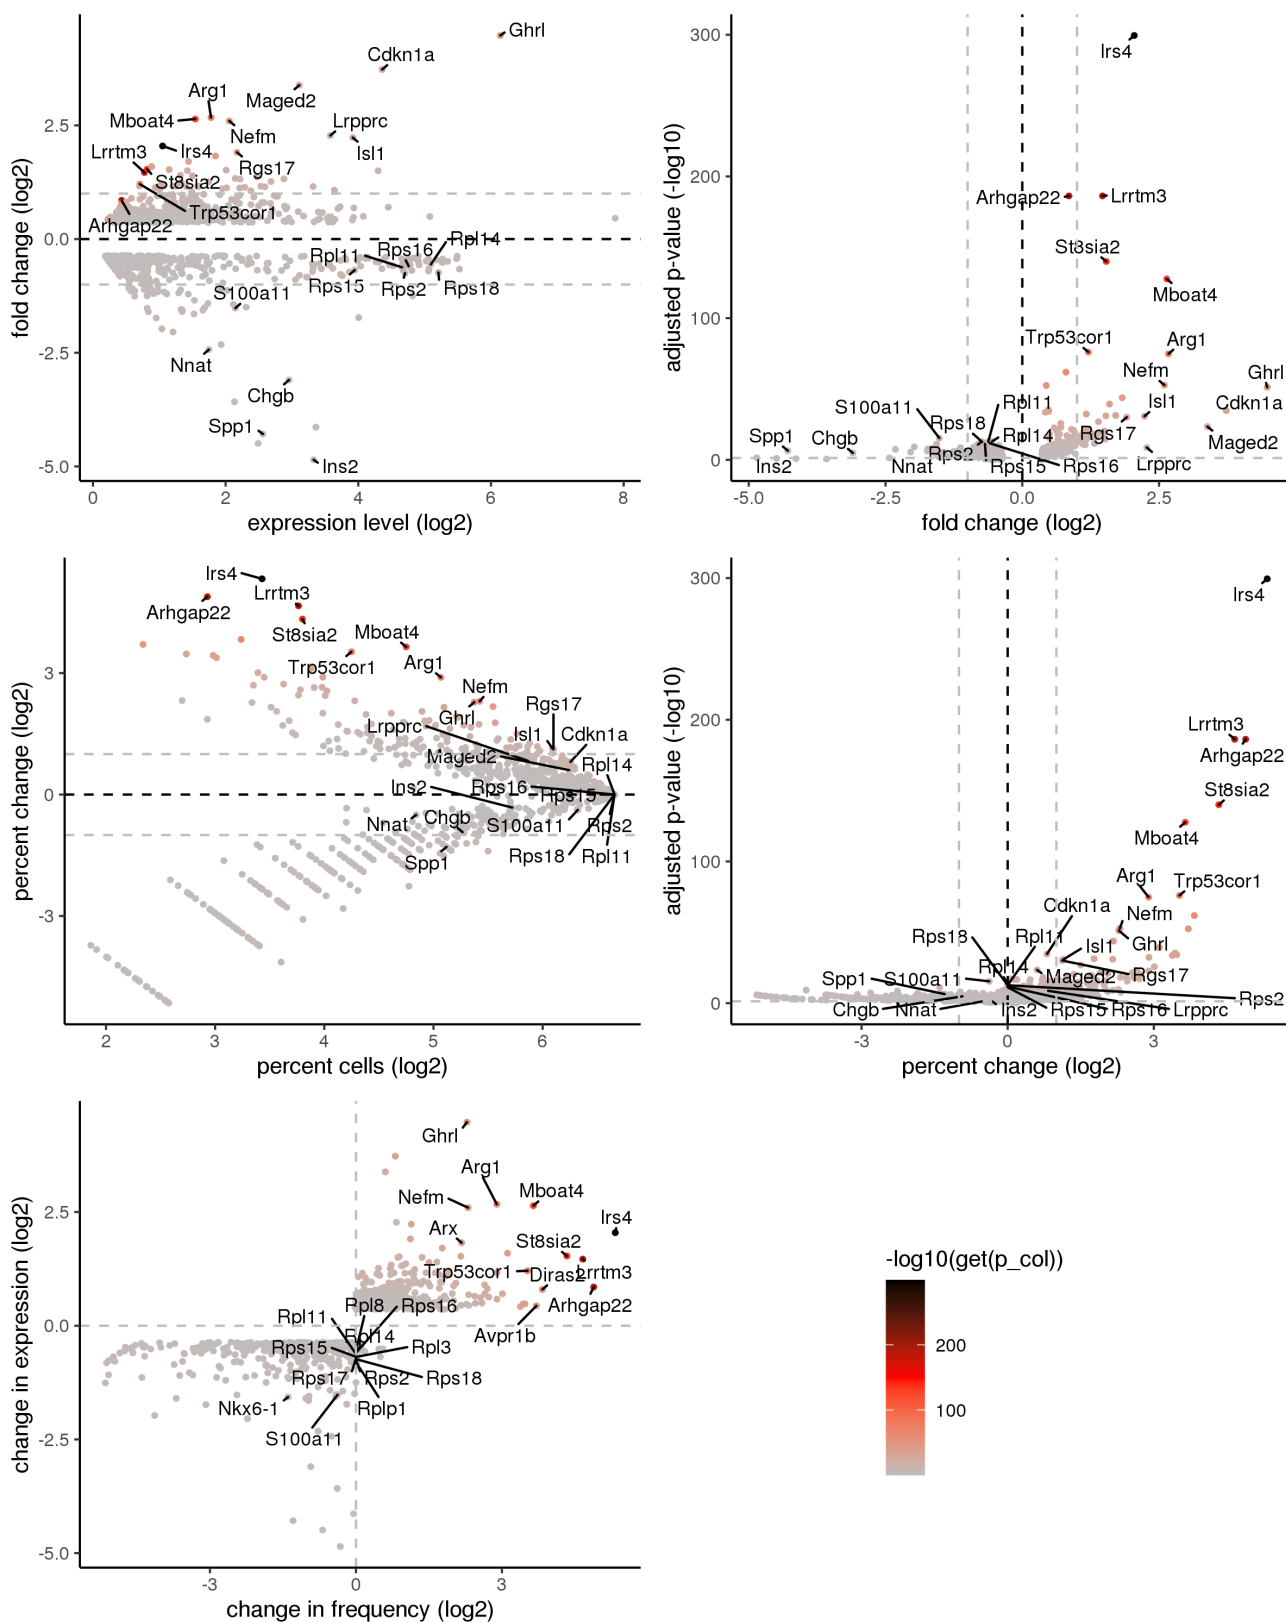 Ghrl
Cdkn1a
Arg1
Maged2
Mboat4
Nefm
Lrpprc
Lrrtm3
Irs4
Isl1
Rgs17
St8sia2
Trp53cor1
Arhgap22
Rpl11
Rps16
Rpl14
Rps15
Rps2
Rps18
S100a11
Nnat
Chgb
Spp1
Ins2
2.5
0.0
-2.5
-5.0
0 2 4 6 8
fold change (log2)
expression level (log2)
Irs4
Arhgap22
Lrrtm3
St8sia2
Mboat4
Trp53cor1
Arg1
Nefm
Ghrl
S100a11
Rpl11
Isl1
Cdkn1a
Rps18
Spp1
Chgb
Rpl14
Rgs17
Maged2
Rps2
Ins2
Nnat
Rps15
Rps16
Lrpprc
300
200
100
0
-5.0 -2.5 0.0 2.5
adjusted p-value (-log10)
fold change (log2)
Irs4
Arhgap22
Lrrtm3
St8sia2
Mboat4
Trp53cor1
Arg1
Nefm
Ghrl
Rgs17
Lrpprc
Isl1
Cdkn1a
Maged2
Rpl14
Ins2
Rps16
Rps15
Nnat
Chgb
S100a11
Rps2
Spp1
Rps18
Rpl11
3
0
-3
2 3 4 5 6
percent change (log2)
percent cells (log2)
Irs4
Lrrtm3
Arhgap22
St8sia2
Mboat4
Arg1
Trp53cor1
Cdkn1a
Nefm
Rps18
Rpl11
Isl1
Ghrl
Rpl14
Spp1
S100a11
Maged2
Rgs17
Rps2
Chgb
Nnat
Ins2
Rps15
Rps16
Lrpprc
300
200
100
0
-3 0 3
adjusted p-value (-log10)
percent change (log2)
Ghrl
Arg1
Nefm
Mboat4
Irs4
Arx
St8sia2
Trp53cor1
Diras2
Lrrtm3
Arhgap22
Rpl11
Rpl8
Rps16
Avpr1b
Rpl14
Rps15
Rpl3
Rps17
Rps2
Rps18
Nkx6-1
Rplp1
S100a11
2.5
0.0
-2.5
-5.0
-3 0 3
change in expression (log2)
change in frequency (log2)
-log10(get(p_col))
200
100